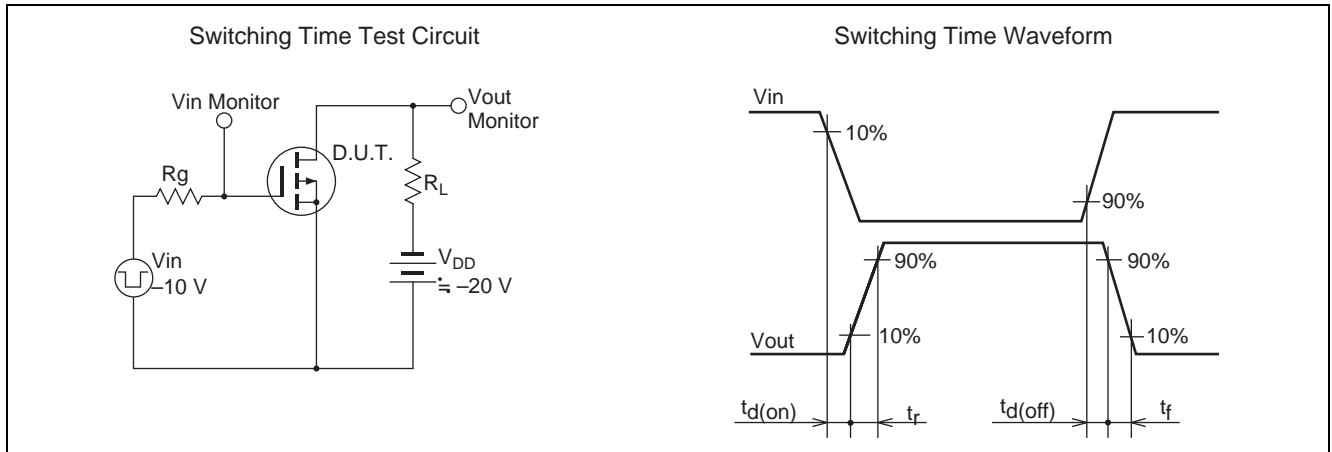 Switching Time Test Circuit
Vin Monitor
Vout
Monitor
D.U.T.
Rg
RL
Vin
–10 V
VDD
≒ –20 V
Switching Time Waveform
Vin
10%
90%
90%
90%
10%
10%
Vout
td(on)
tr
td(off)
tf